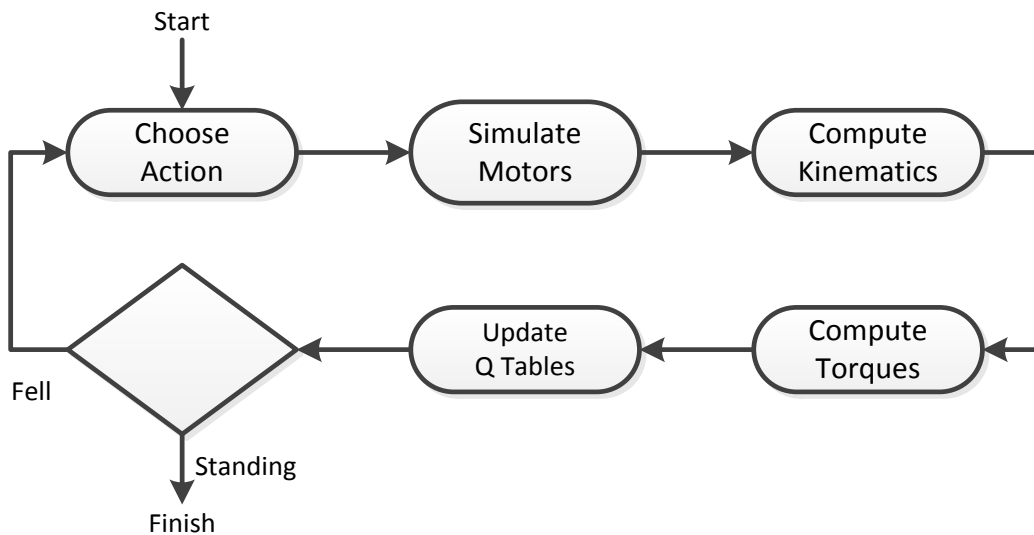 Start
Choose
Action
Simulate
Motors
Compute
Kinematics
Fell
Update
Q Tables
Compute
Torques
Standing
Finish